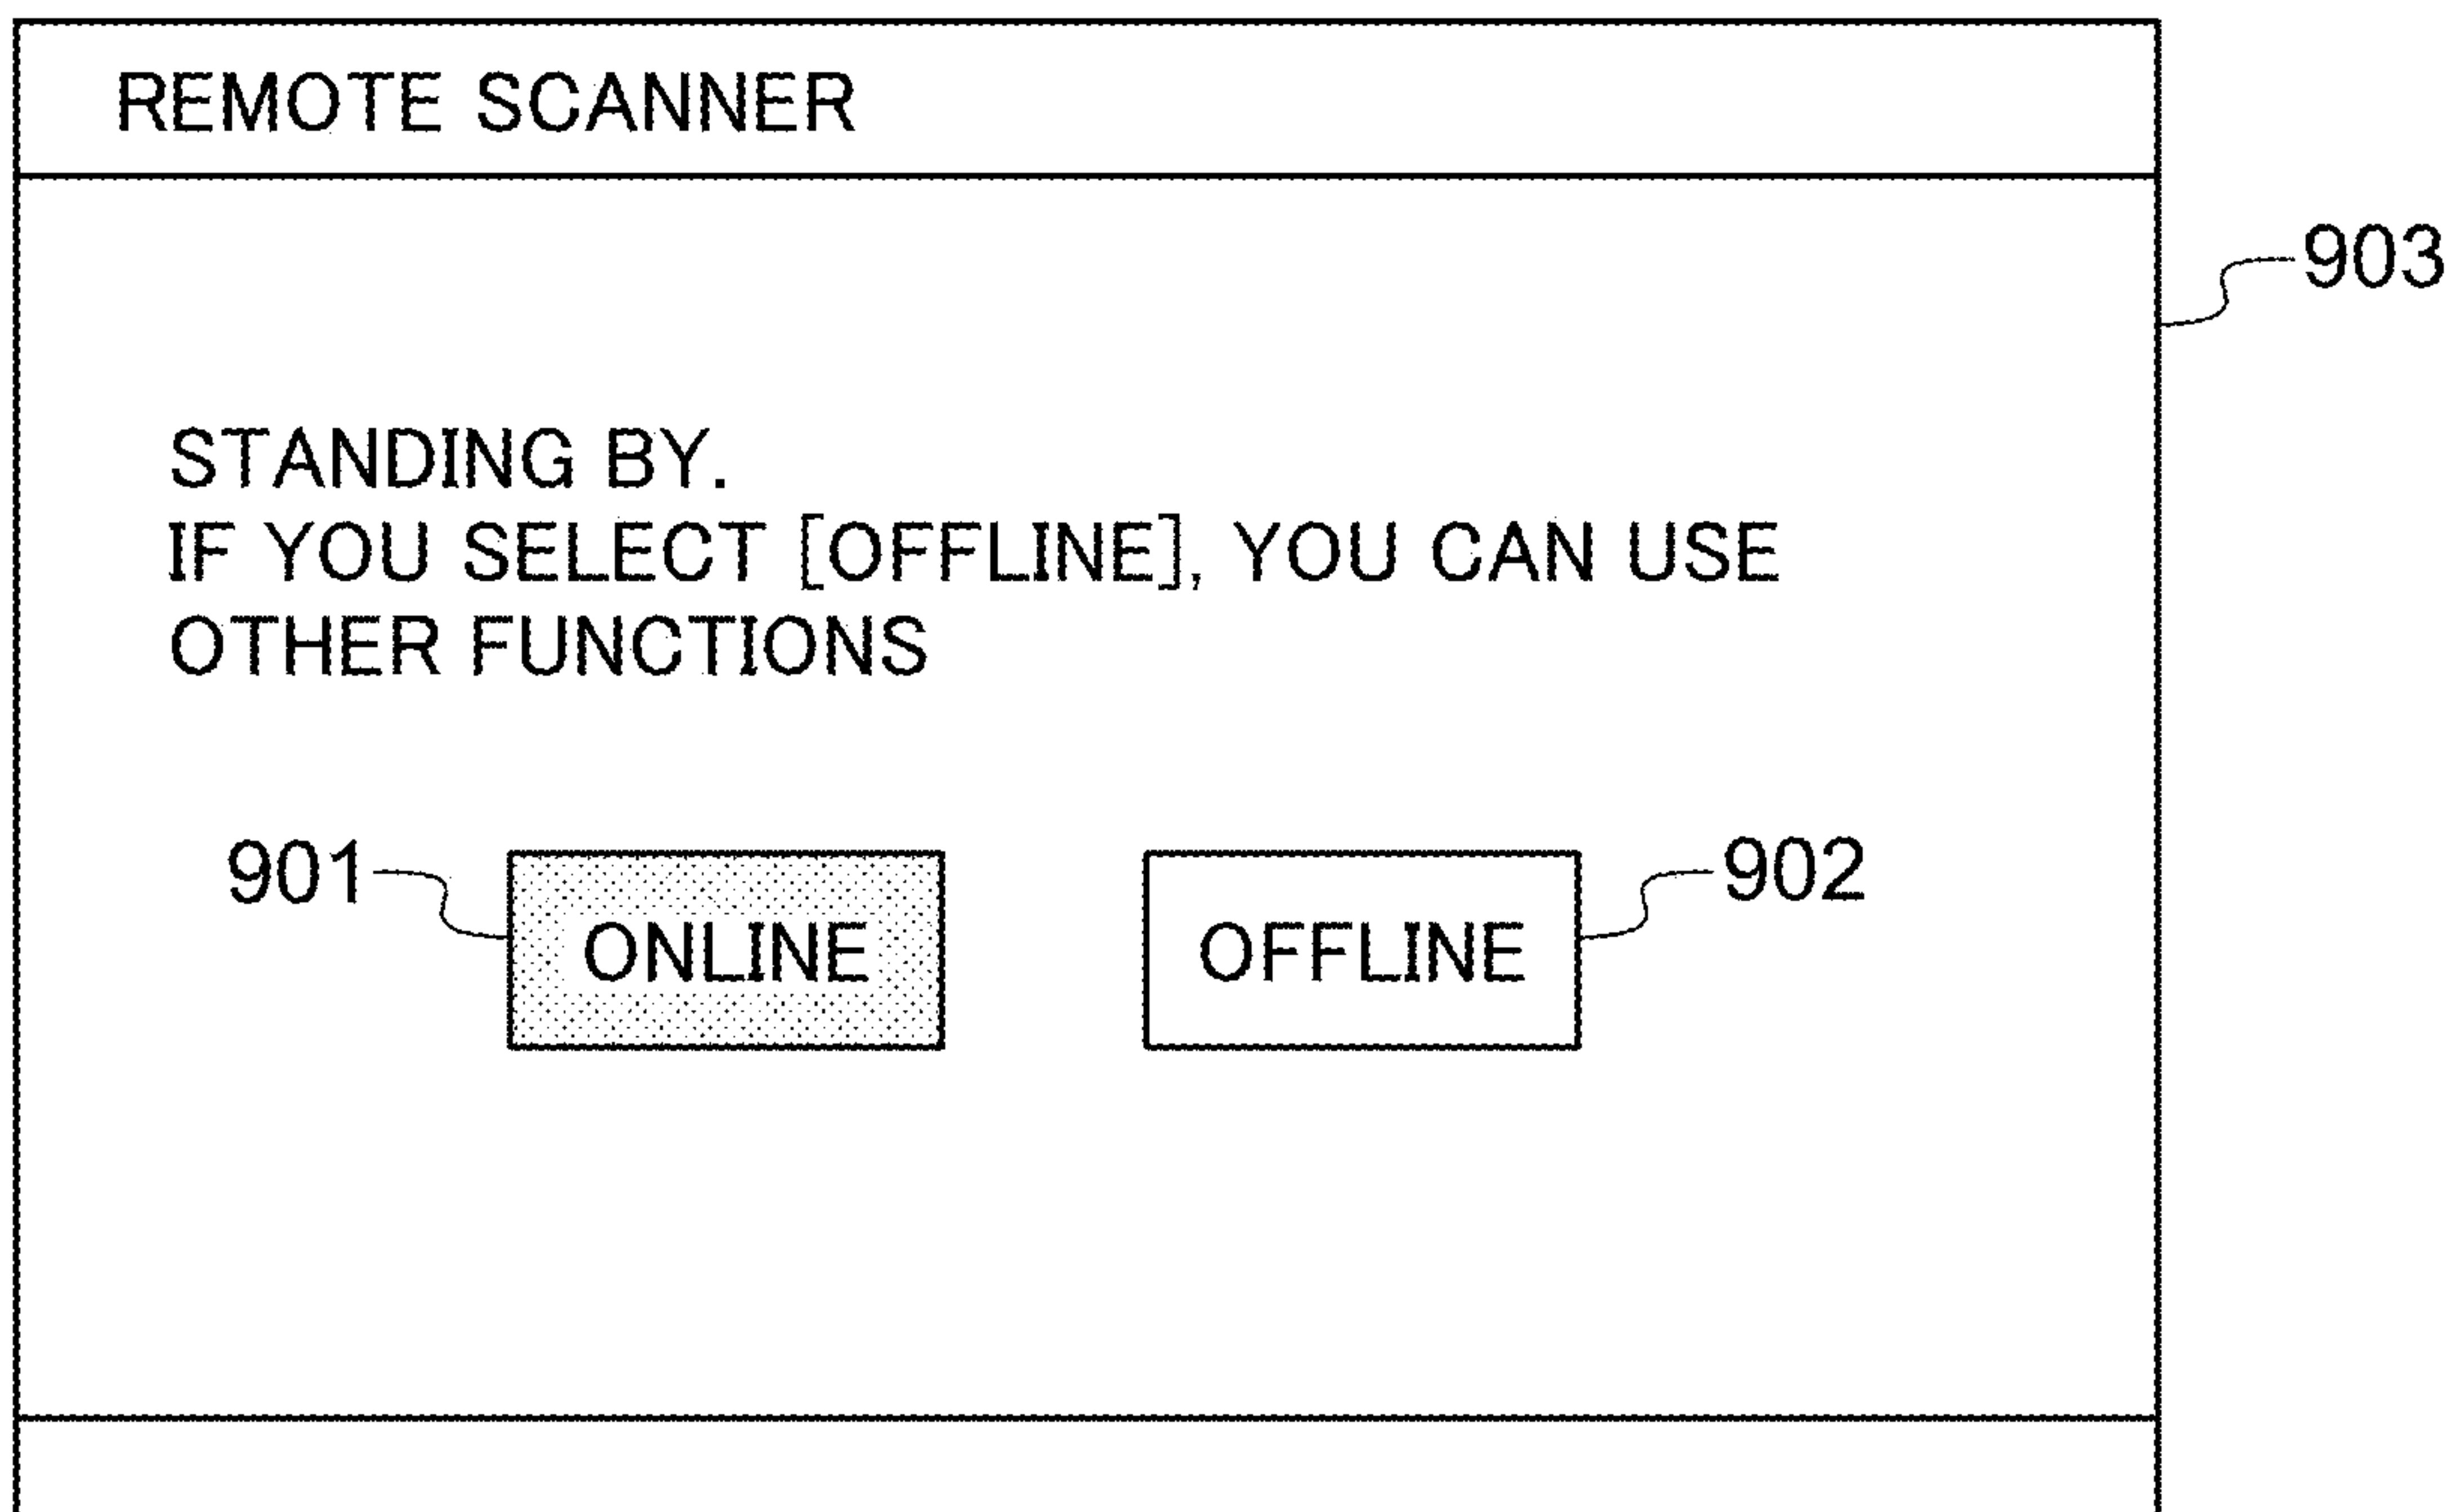 REMOTE SCANNER
903
STANDING BY.
IF YOU SELECT [OFFLINE], YOU CAN USE
OTHER FUNCTIONS
901 ONLINE OFFLINE 902